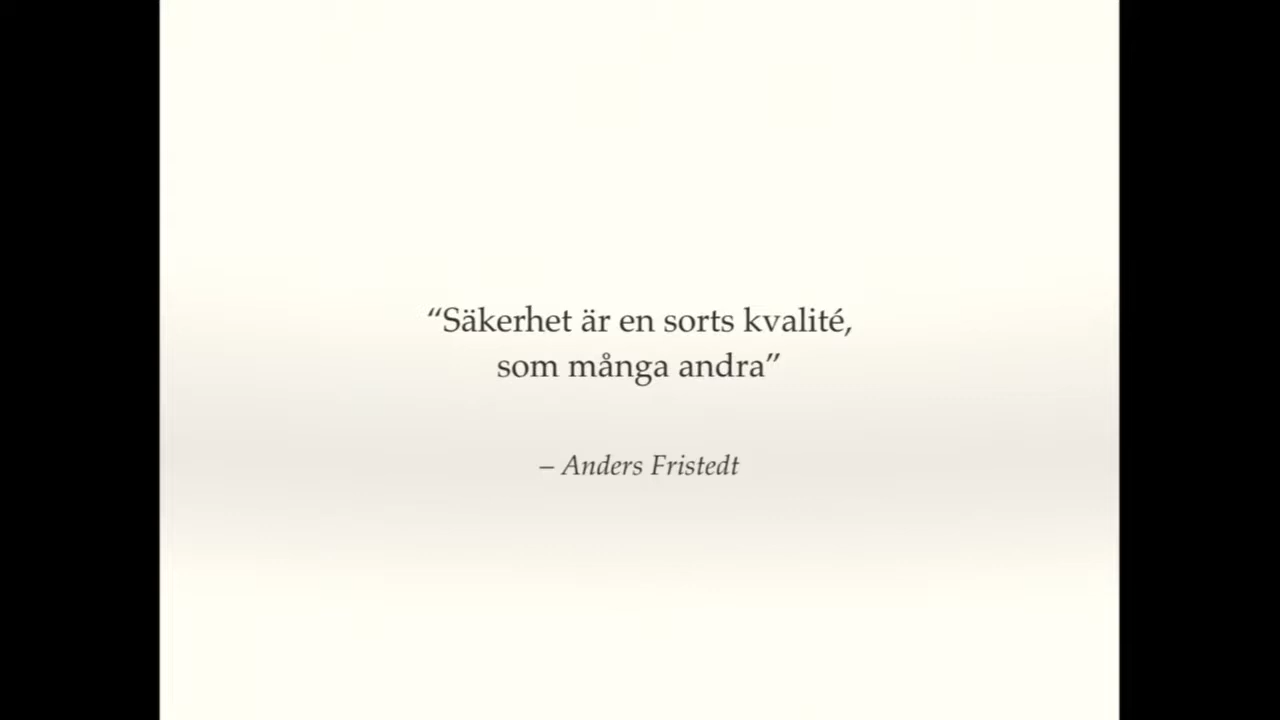 “Säkerhet är en sorts kvalité,
som många andra”
– Anders Fristedt